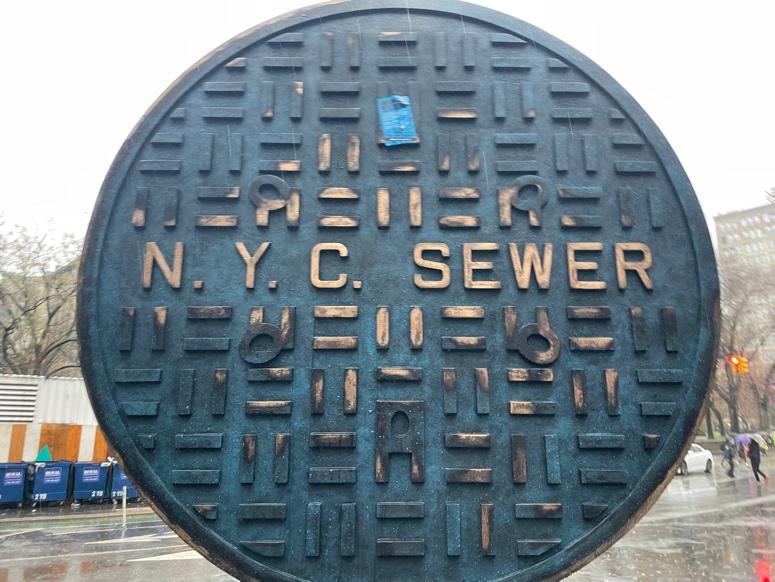 N. Y. C. SEWER